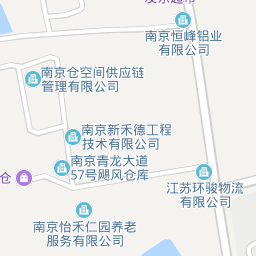 南京恒峰铝业
有限公司
南京仓空间供应链
管理有限公司
南京新禾德工程
技术有限公司
南京青龙大道
57号飓风仓库
仓
江苏环骏物流
有限公司
南京怡禾仁园养老
服务有限公司